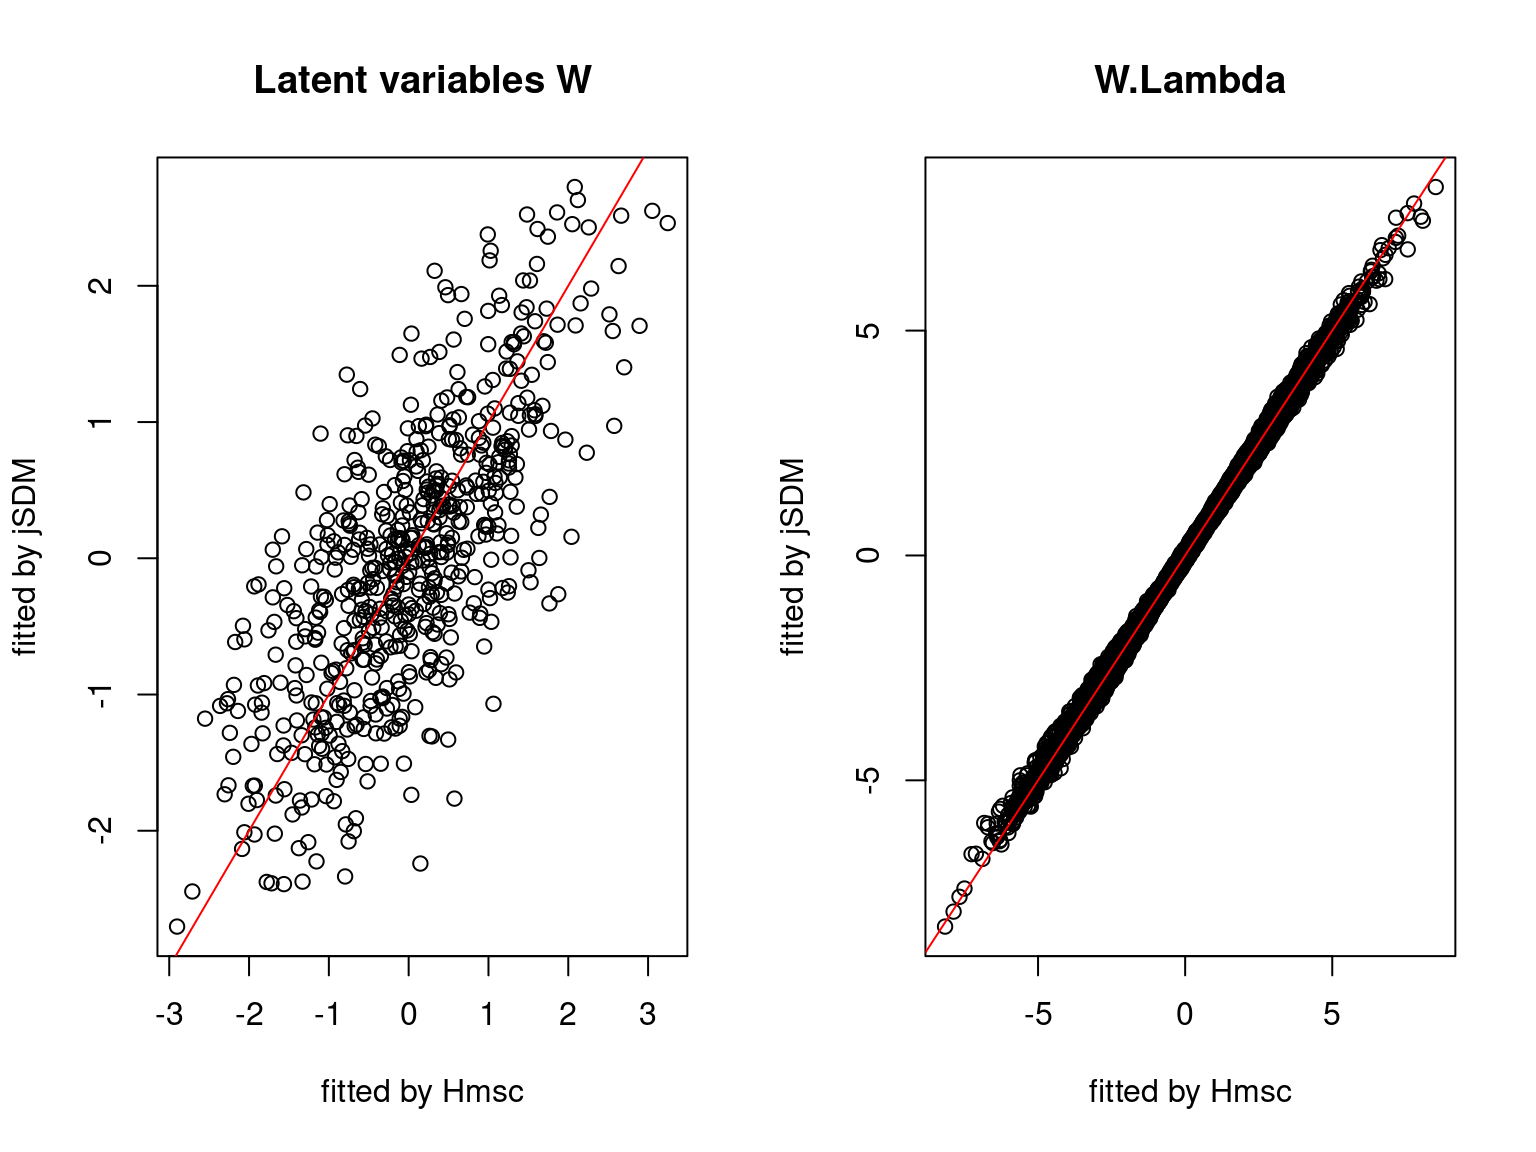 Latent variables W
fitted by jSDM
2
1
0
-1
-2
-3 -2 -1 0 1 2 3
fitted by Hmsc
W.Lambda
fitted by jSDM
5
0
-5
-5 0 5
fitted by Hmsc